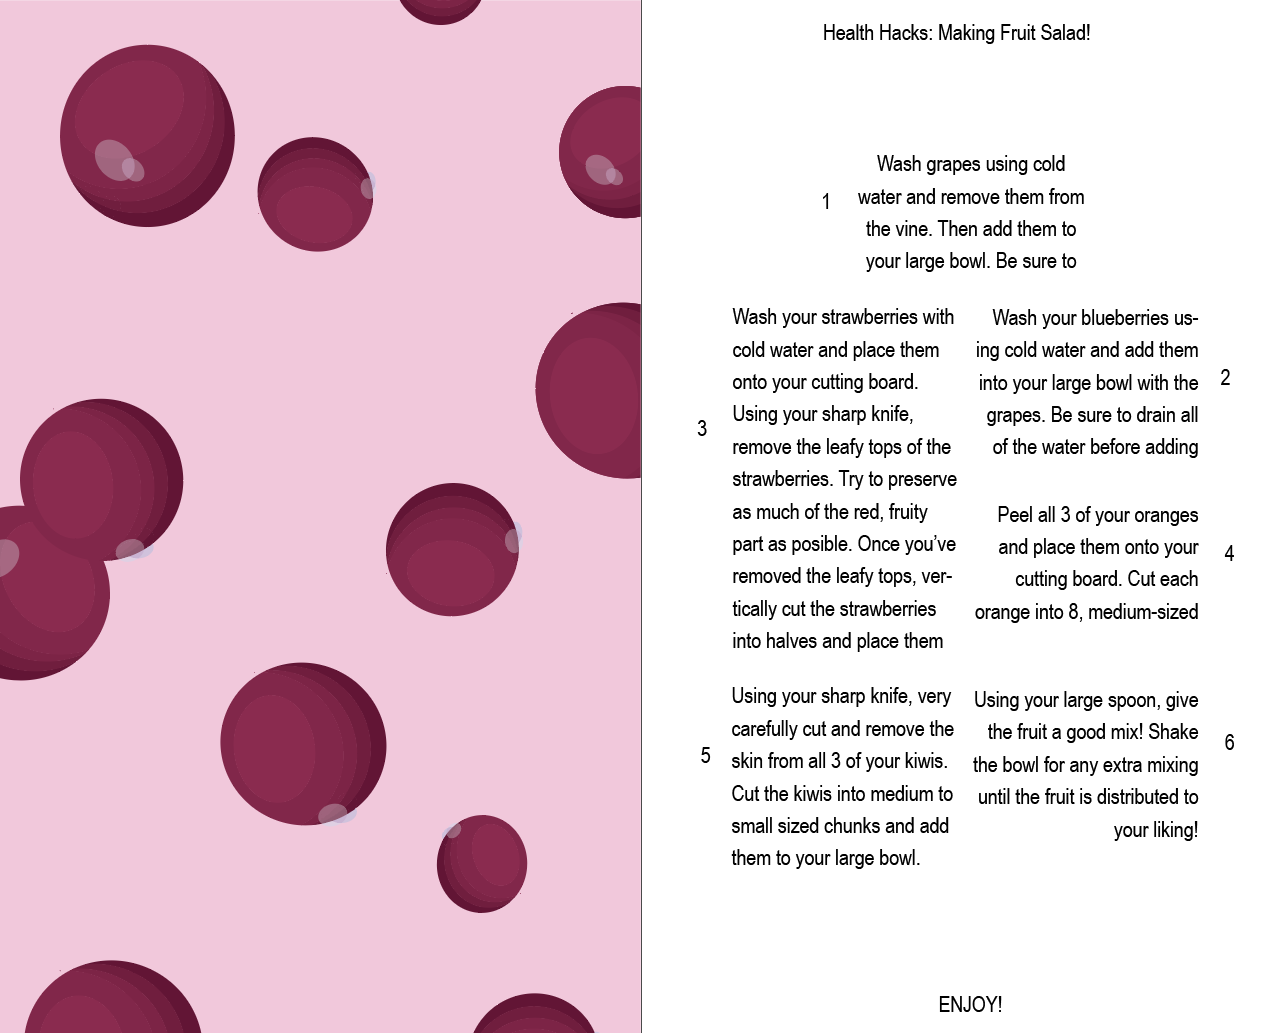 Health Hacks: Making Fruit Salad!
1
Wash grapes using cold
water and remove them from
the vine. Then add them to
your large bowl. Be sure to
2
Wash your blueberries us-
ing cold water and add them
into your large bowl with the
grapes. Be sure to drain all
of the water before adding
3
Wash your strawberries with
cold water and place them
onto your cutting board.
Using your sharp knife,
remove the leafy tops of the
strawberries. Try to preserve
as much of the red, fruity
part as posible. Once you’ve
removed the leafy tops, ver-
tically cut the strawberries
into halves and place them
4
Peel all 3 of your oranges
and place them onto your
cutting board. Cut each
orange into 8, medium-sized
5
Using your sharp knife, very
carefully cut and remove the
skin from all 3 of your kiwis.
Cut the kiwis into medium to
small sized chunks and add
them to your large bowl.
6
Using your large spoon, give
the fruit a good mix! Shake
the bowl for any extra mixing
until the fruit is distributed to
your liking!
ENJOY!